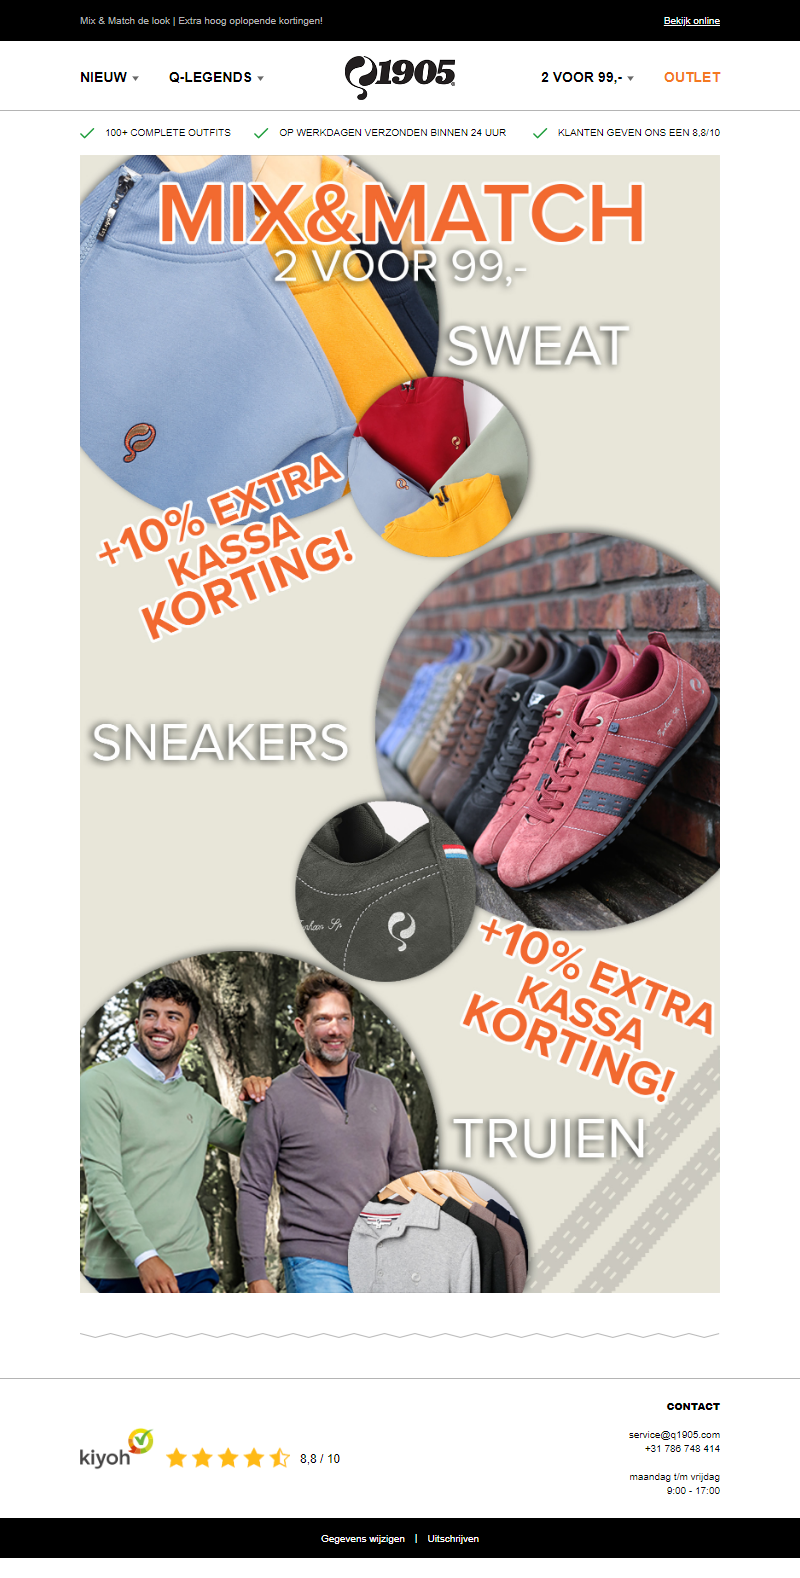 Mix & Match de look | Extra hoog oplopende kortingen!
Bekijk online
NIEUW
Q-LEGENDS
1905
2 VOOR 99,-
OUTLET
100+ COMPLETE OUTFITS
OP WERKDAGEN VERZONDEN BINNEN 24 UUR
KLANTEN GEVEN ONS EEN 8,8/10
MIX&MATCH
2 VOOR 99,-
SWEAT
+10% EXTRA
KASSA
KORTING!
SNEAKERS
+10% EXTRA
KASSA
KORTING!
TRUIEN
CONTACT
service@q1905.com
+31 786 748 414
maandag t/m vrijdag
9:00 - 17:00
kiyoh
8,8 / 10
Gegevens wijzigen | Uitschrijven